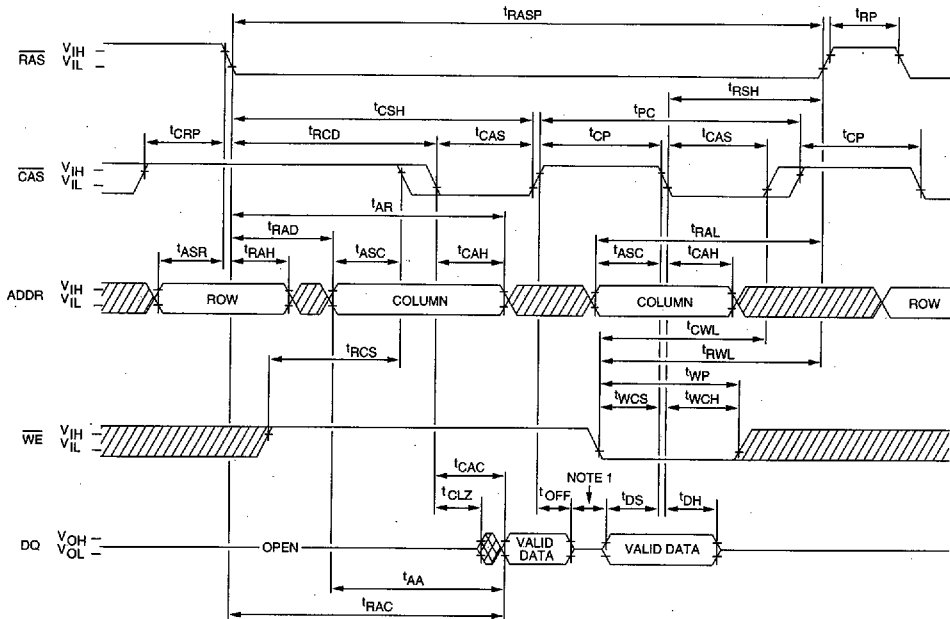 tRASP tRP
RAS VIH
VIL
tRSH
tCSH tPC
tCRP tRCD tCAS tCP tCAS tCP
CAS VIH
VIL
tAR
tRAD tRAL
tASR tRAH tASC tCAH tASC tCAH
ADDR VIH
VIL
ROW COLUMN COLUMN ROW
tCWL
tRCS tRWL
tWP
tWCS tWCH
WE VIH
VIL
tCAC NOTE 1
tCLZ tOFF tDS tDH
DQ VOH
VOL
OPEN VALID DATA VALID DATA
tAA
tRAC